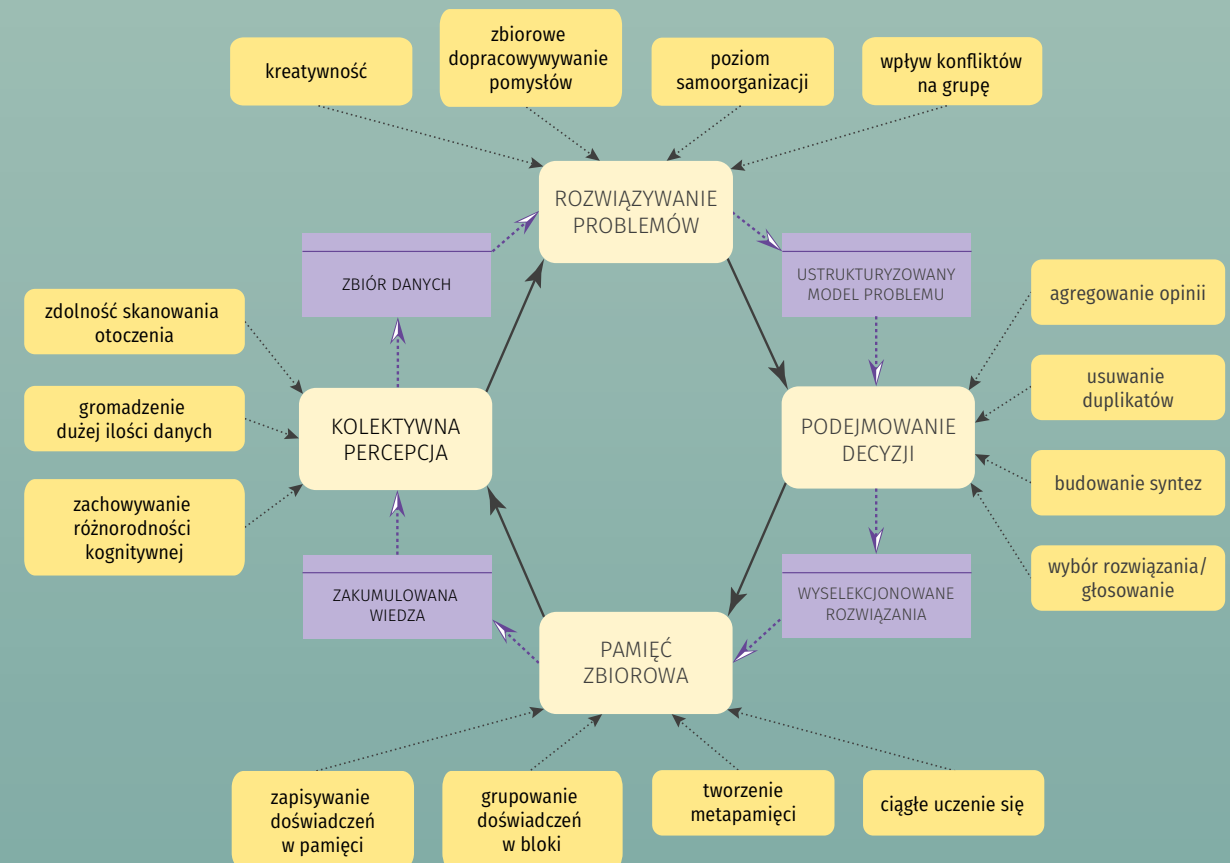 kreatywność
zbiorowe
dopracowywywanie
pomysłów
poziom
samoorganizacji
wpływ konfliktów
na grupę
ROZWIĄZYWANIE
PROBLEMÓW
ZBIÓR DANYCH
USTRUKTURYZOWANY
MODEL PROBLEMU
zdolność skanowania
otoczenia
gromadzenie
dużej ilości danych
zachowywanie
różnorodności
kognitywnej
KOLEKTYWNA
PERCEPCJA
PODEJMOWANIE
DECYZJI
agregowanie opinii
usuwanie
duplikatów
budowanie syntez
wybór rozwiązania/
głosowanie
ZAKUMULOWANA
WIEDZA
WYSELEKCJONOWANE
ROZWIĄZANIA
PAMIĘĆ
ZBIOROWA
zapisywanie
doświadczeń
w pamięci
grupowanie
doświadczeń
w bloki
tworzenie
metapamięci
ciągłe uczenie się